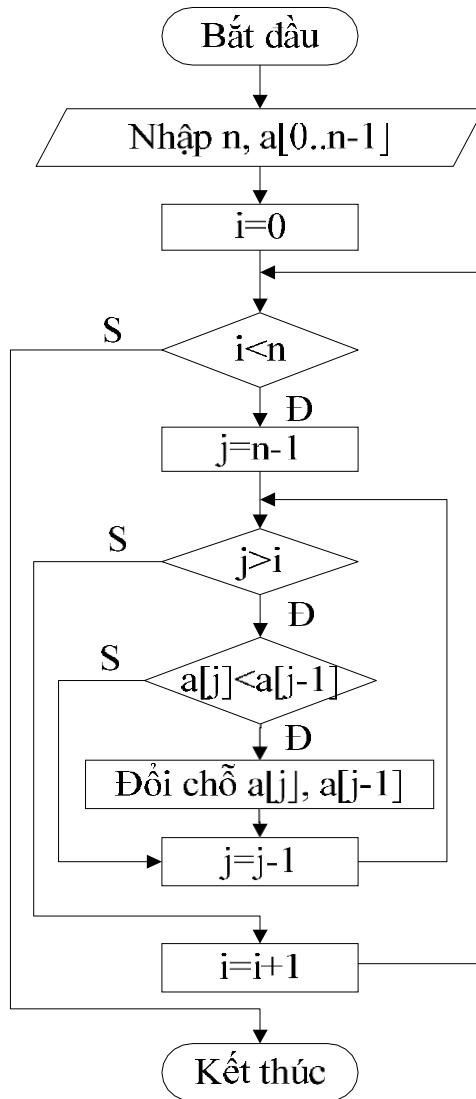 Bắt đầu
Nhập n, a[0..n-1]
i=0
S
i<n
Đ
j=n-1
S
j>i
Đ
S
a[j]<a[j-1]
Đ
Đổi chỗ a[j], a[j-1]
j=j-1
i=i+1
Kết thúc